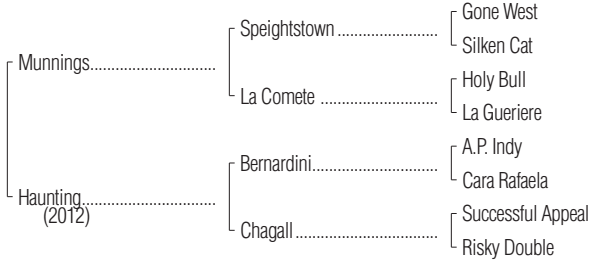 Gone West
Speightstown
Silken Cat
Munnings
Holy Bull
La Comete
La Gueriere
A.P. Indy
Bernardini
Cara Rafaela
Haunting
(2012)
Successful Appeal
Chagall
Risky Double